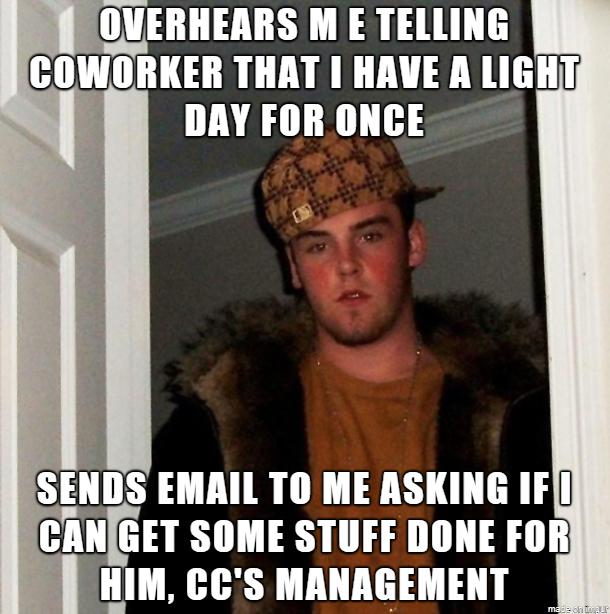 OVERHEARS M E TELLING
COWORKER THAT I HAVE A LIGHT
DAY FOR ONCE
SENDS EMAIL TO ME ASKING IF I
CAN GET SOME STUFF DONE FOR
HIM, CC'S MANAGEMENT
made on imgur